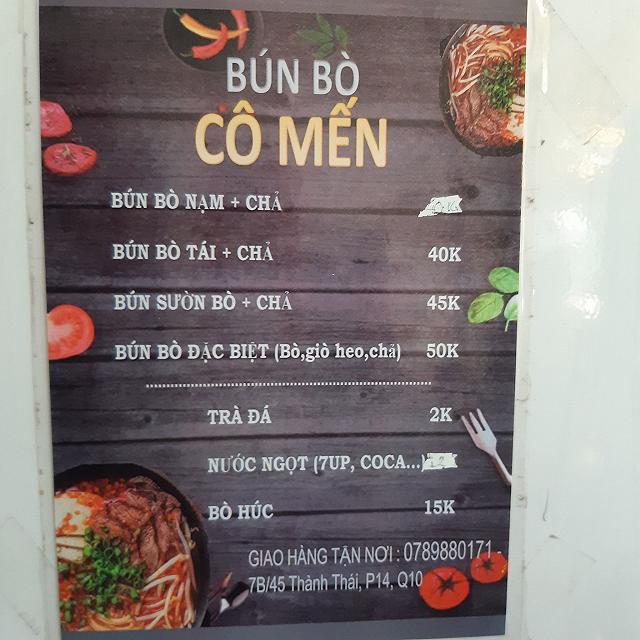 BÚN BÒ
CÔ MẾN
BÚN BÒ NẠM + CHẢ
BÚN BÒ TÁI + CHẢ 40K
BÚN SƯỜN BÒ + CHẢ 45K
BÚN BÒ ĐẶC BIỆT (Bò,giò heo,chả) 50K
TRÀ ĐÁ 2K
NƯỚC NGỌT (7UP, COCA...)
BÒ HÚC 15K
GIAO HÀNG TẬN NƠI : 0789880171 -
7B/45 Thành Thái, P14, Q10